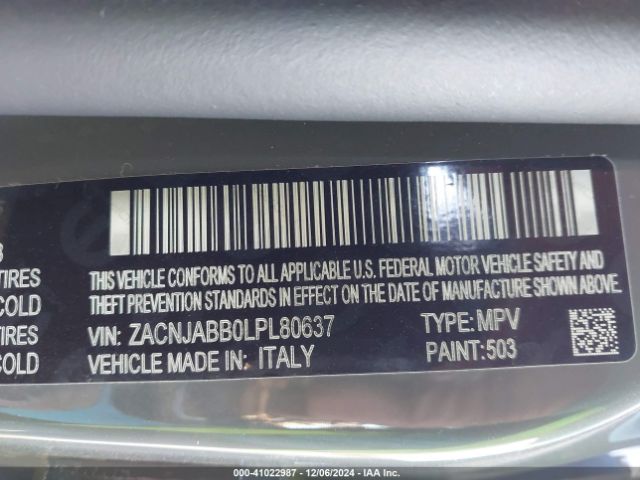 3
TIRES
COLD
TIRES
COLD
THIS VEHICLE CONFORMS TO ALL APPLICABLE U.S. FEDERAL MOTOR VEHICLE SAFETY AND
THEFT PREVENTION STANDARDS IN EFFECT ON THE DATE OF MANUFACTURE SHOWN ABOVE.
VIN: ZACNJABB0LPL80637 TYPE: MPV
VEHICLE MADE IN: ITALY PAINT: 503
000-41022987 - 12/06/2024 - IAA Inc.